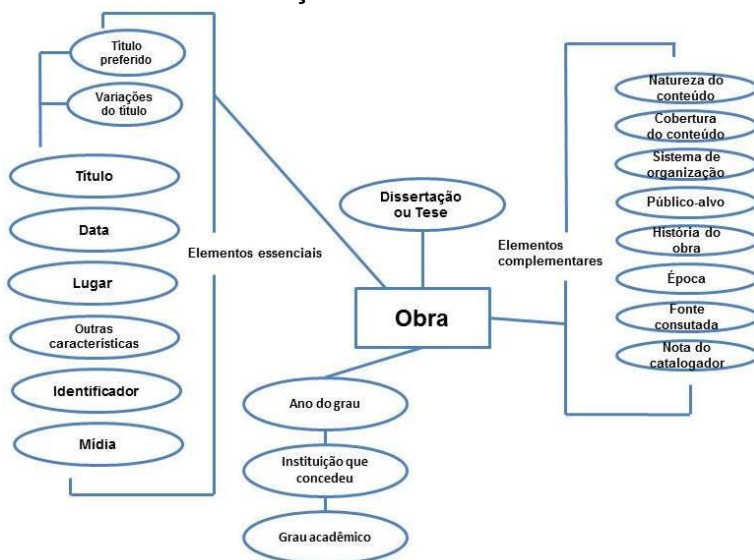 Título
preferido
Variações
do título
Título
Data
Lugar
Outras
características
Identificador
Mídia
Elementos essenciais
Dissertação
ou Tese
Obra
Ano do grau
Instituição que
concedeu
Grau acadêmico
Elementos
complementares
Natureza do
conteúdo
Cobertura
do conteúdo
Sistema de
organização
Público-alvo
História do
obra
Época
Fonte
consutada
Nota do
catalogador